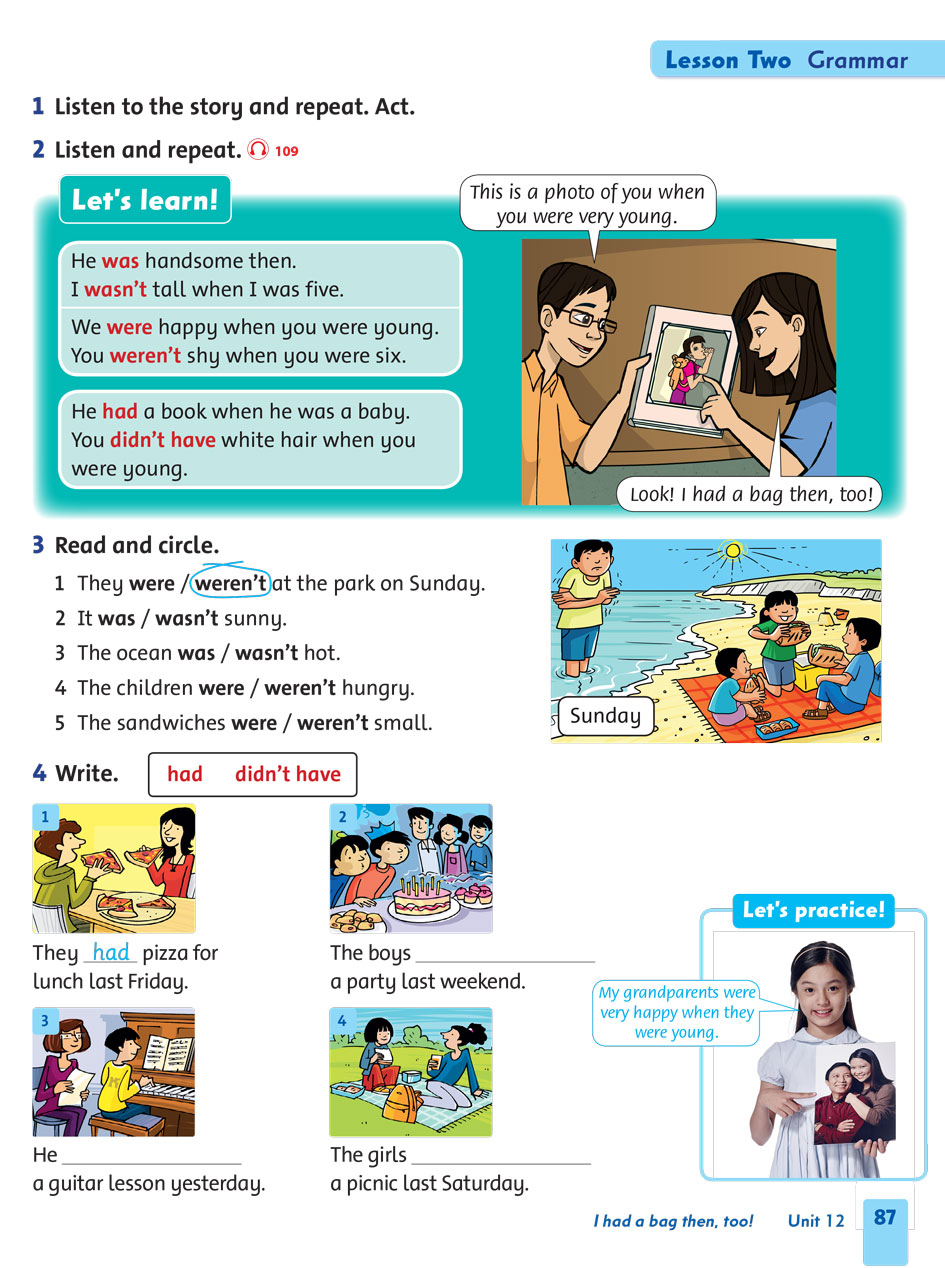 Lesson Two Grammar
1 Listen to the story and repeat. Act.
2 Listen and repeat. 109
Let's learn!
This is a photo of you when
you were very young.
He was handsome then.
I wasn't tall when I was five.
We were happy when you were young.
You weren't shy when you were six.
He had a book when he was a baby.
You didn't have white hair when you
were young.
Look! I had a bag then, too!
3 Read and circle.
1 They were / weren't at the park on Sunday.
2 It was / wasn't sunny.
3 The ocean was / wasn't hot.
4 The children were / weren't hungry.
5 The sandwiches were / weren't small.
Sunday
4 Write.
had didn't have
1
They had pizza for
lunch last Friday.
2
The boys
a party last weekend.
3
He
a guitar lesson yesterday.
4
The girls
a picnic last Saturday.
Let's practice!
My grandparents were
very happy when they
were young.
I had a bag then, too! Unit 12 87